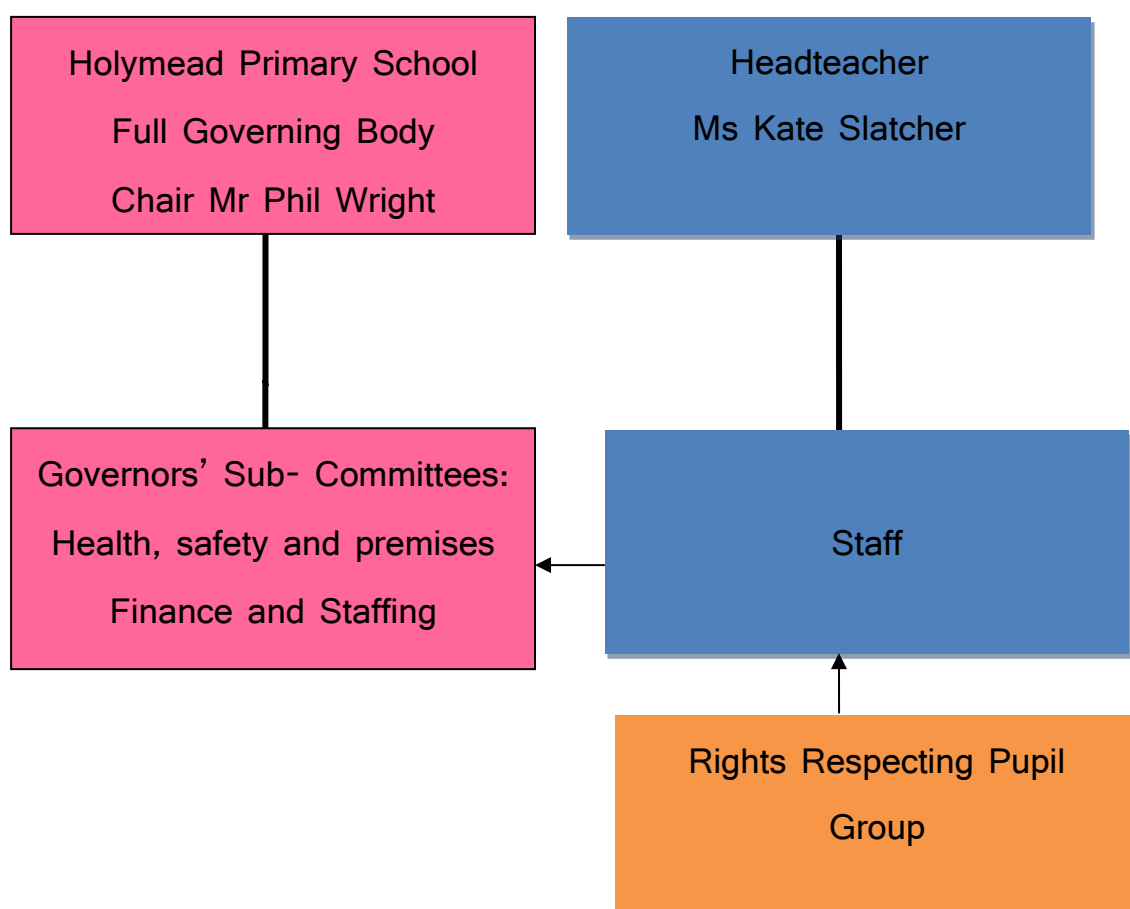 Holymead Primary School
Full Governing Body
Chair Mr Phil Wright
Headteacher
Ms Kate Slatcher
Governors' Sub- Committees:
Health, safety and premises
Finance and Staffing
Staff
Rights Respecting Pupil
Group